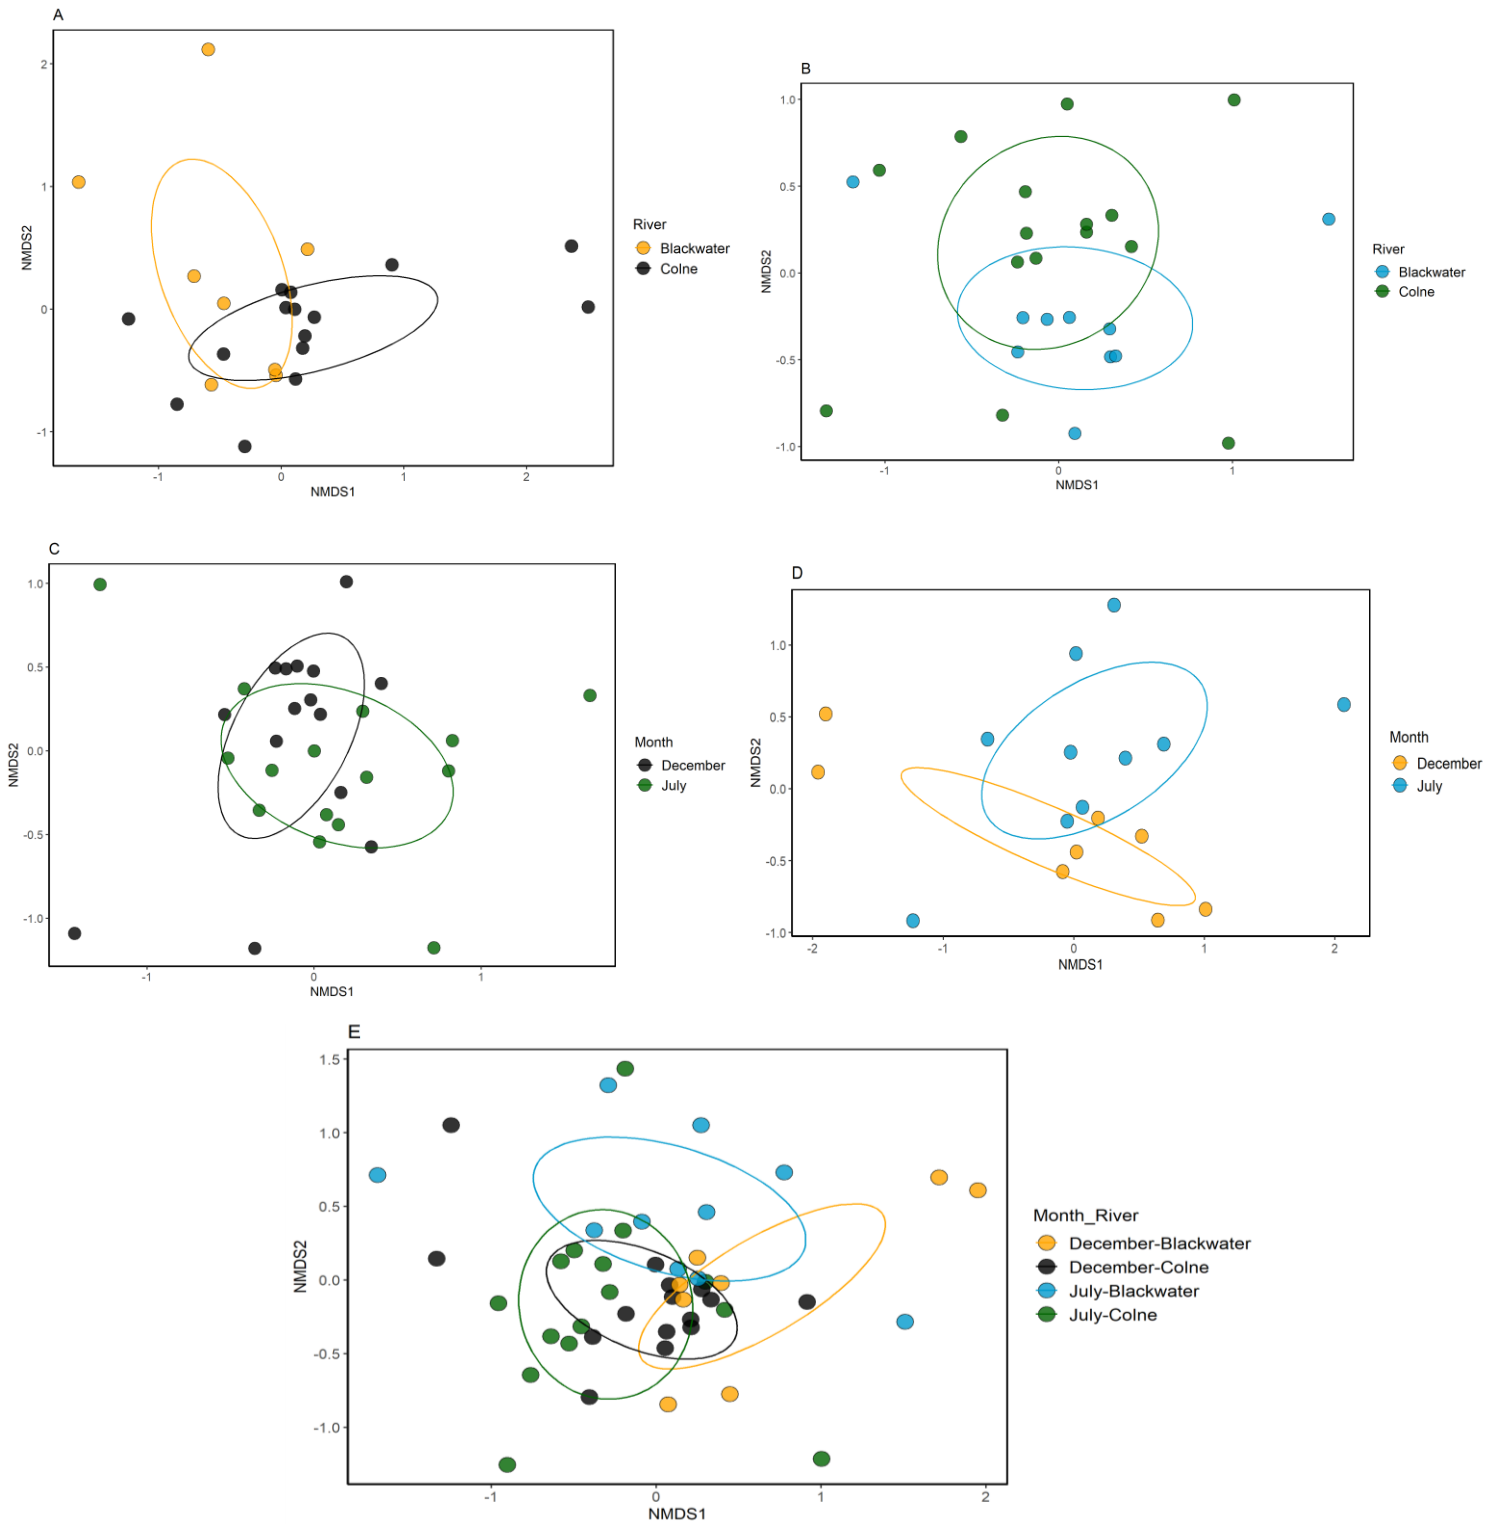 A
2
1
0
-1
-1
0
1
2
NMDS1
NMDS2
River
Blackwater
Colne
B
1.0
0.5
0.0
-0.5
-1.0
-1
0
1
NMDS1
NMDS2
River
Blackwater
Colne
C
1.0
0.5
0.0
-0.5
-1.0
-1
0
1
NMDS1
NMDS2
Month
December
July
D
1.0
0.5
0.0
-0.5
-1.0
-2
-1
0
1
2
NMDS1
NMDS2
Month
December
July
E
1.5
1.0
0.5
0.0
-0.5
-1.0
-1
0
1
2
NMDS1
NMDS2
Month_River
December-Blackwater
December-Colne
July-Blackwater
July-Colne